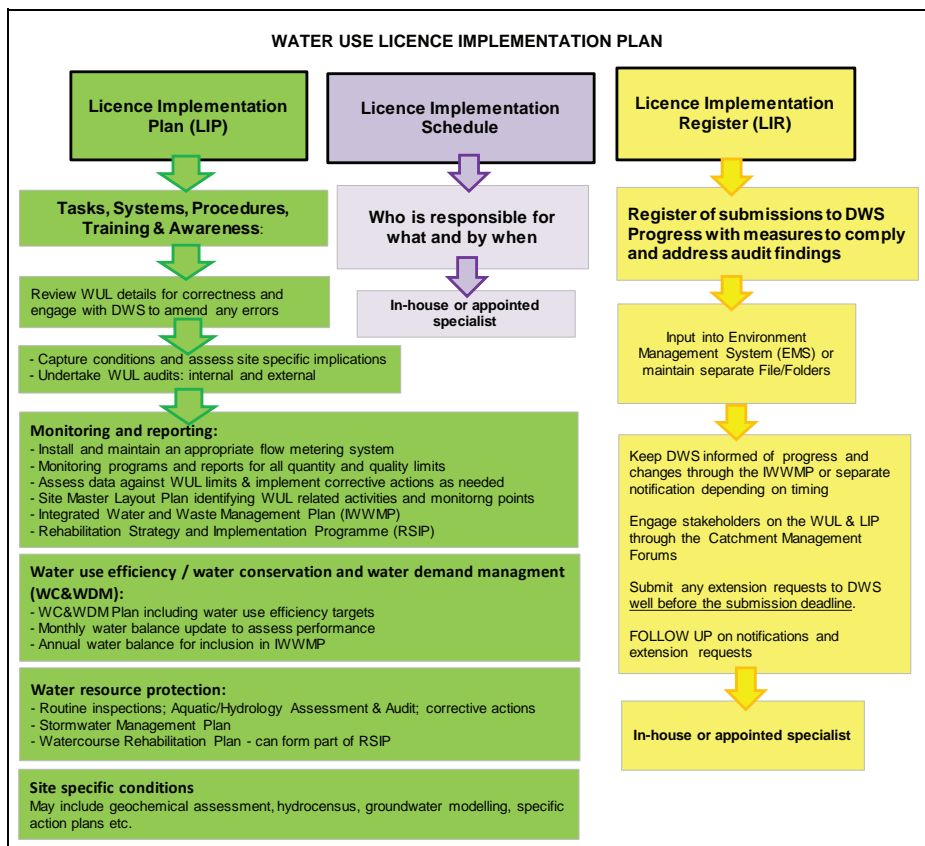 WATER USE LICENCE IMPLEMENTATION PLAN
Licence Implementation
Plan (LIP)
Tasks, Systems, Procedures,
Training & Awareness:
Review WUL details for correctness and
engage with DWS to amend any errors
- Capture conditions and assess site specific implications
- Undertake WUL audits: internal and external
Monitoring and reporting:
- Install and maintain an appropriate flow metering system
- Monitoring programs and reports for all quantity and quality limits
- Assess data against WUL limits & implement corrective actions as needed
- Site Master Layout Plan identifying WUL related activities and monitorng points
- Integrated Water and Waste Management Plan (IWWMP)
- Rehabilitation Strategy and Implementation Programme (RSIP)
Water use efficiency / water conservation and water demand managment
(WC&WDM):
- WC&WDM Plan including water use efficiency targets
- Monthly water balance update to assess performance
- Annual water balance for inclusion in IWWMP
Water resource protection:
- Routine inspections; Aquatic/Hydrology Assessment & Audit; corrective actions
- Stormwater Management Plan
- Watercourse Rehabilitation Plan - can form part of RSIP
Site specific conditions
May include geochemical assessment, hydrocensus, groundwater modelling, specific
action plans etc.
Licence Implementation
Schedule
Who is responsible for
what and by when
In-house or appointed
specialist
Licence Implementation
Register (LIR)
Register of submissions to DWS
Progress with measures to comply
and address audit findings
Input into Environment
Management System (EMS) or
maintain separate File/Folders
Keep DWS informed of progress and
changes through the IWWMP or separate
notification depending on timing
Engage stakeholders on the WUL & LIP
through the Catchment Management
Forums
Submit any extension requests to DWS
well before the submission deadline.
FOLLOW UP on notifications and
extension requests
In-house or appointed specialist